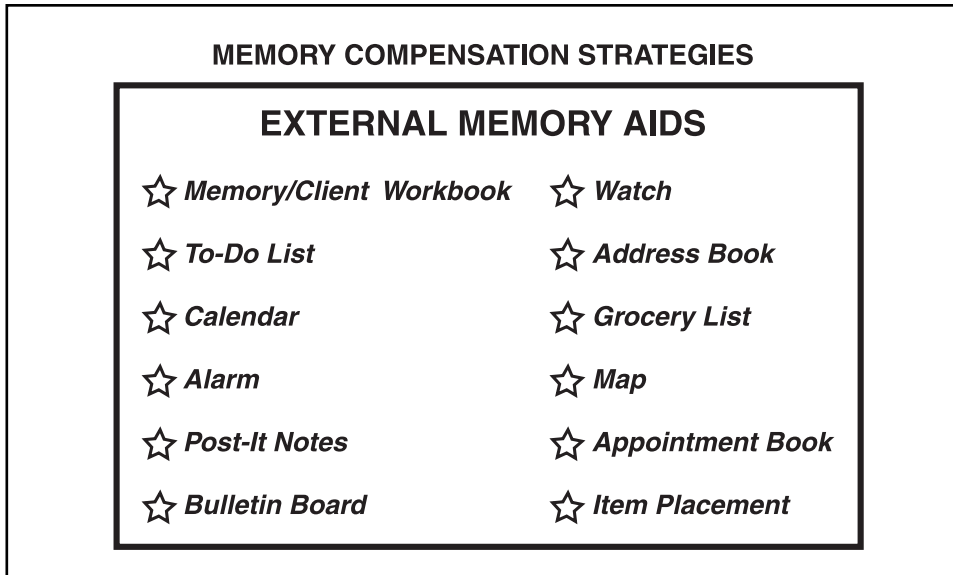 MEMORY COMPENSATION STRATEGIES
EXTERNAL MEMORY AIDS
Memory/Client Workbook
To-Do List
Calendar
Alarm
Post-It Notes
Bulletin Board
Watch
Address Book
Grocery List
Map
Appointment Book
Item Placement